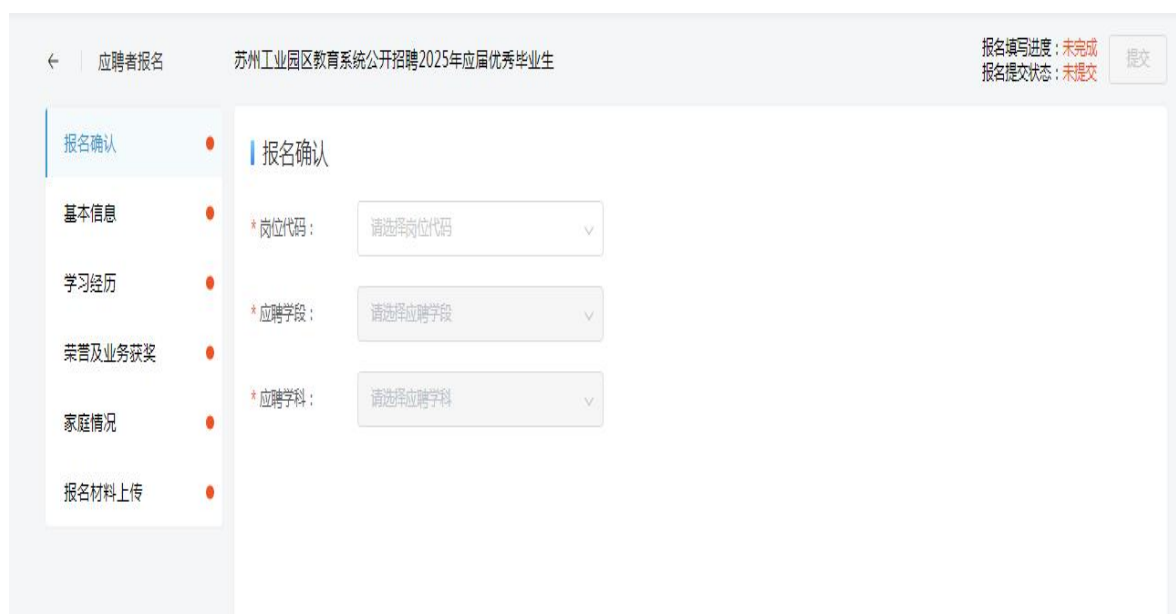 ← 应聘者报名 苏州工业园区教育系统公开招聘2025年应届优秀毕业生
报名填写进度：未完成
报名提交状态：未提交
提交
报名确认
基本信息
学习经历
荣誉及业务获奖
家庭情况
报名材料上传
报名确认
* 岗位代码： 请选择岗位代码
* 应聘学段： 请选择应聘学段
* 应聘学科： 请选择应聘学科